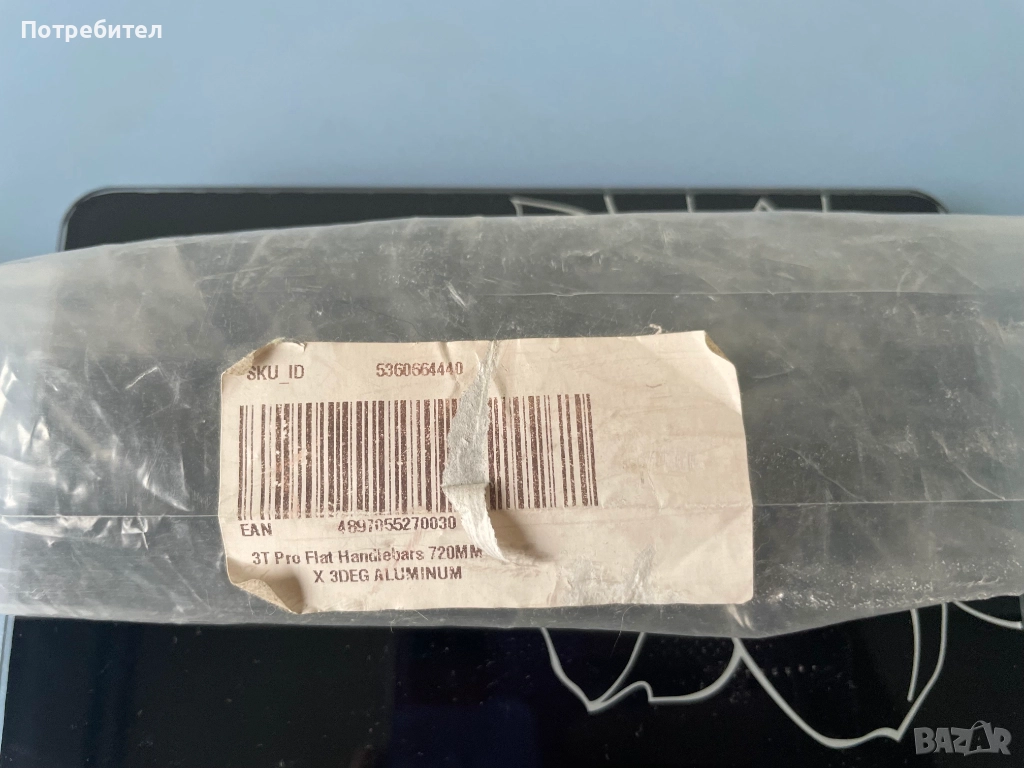 Потребител
SKU_ID 5360664440
EAN 4897055270030
3T Pro Flat Handlebars 720MM
X 3DEG ALUMINUM
BAZAR